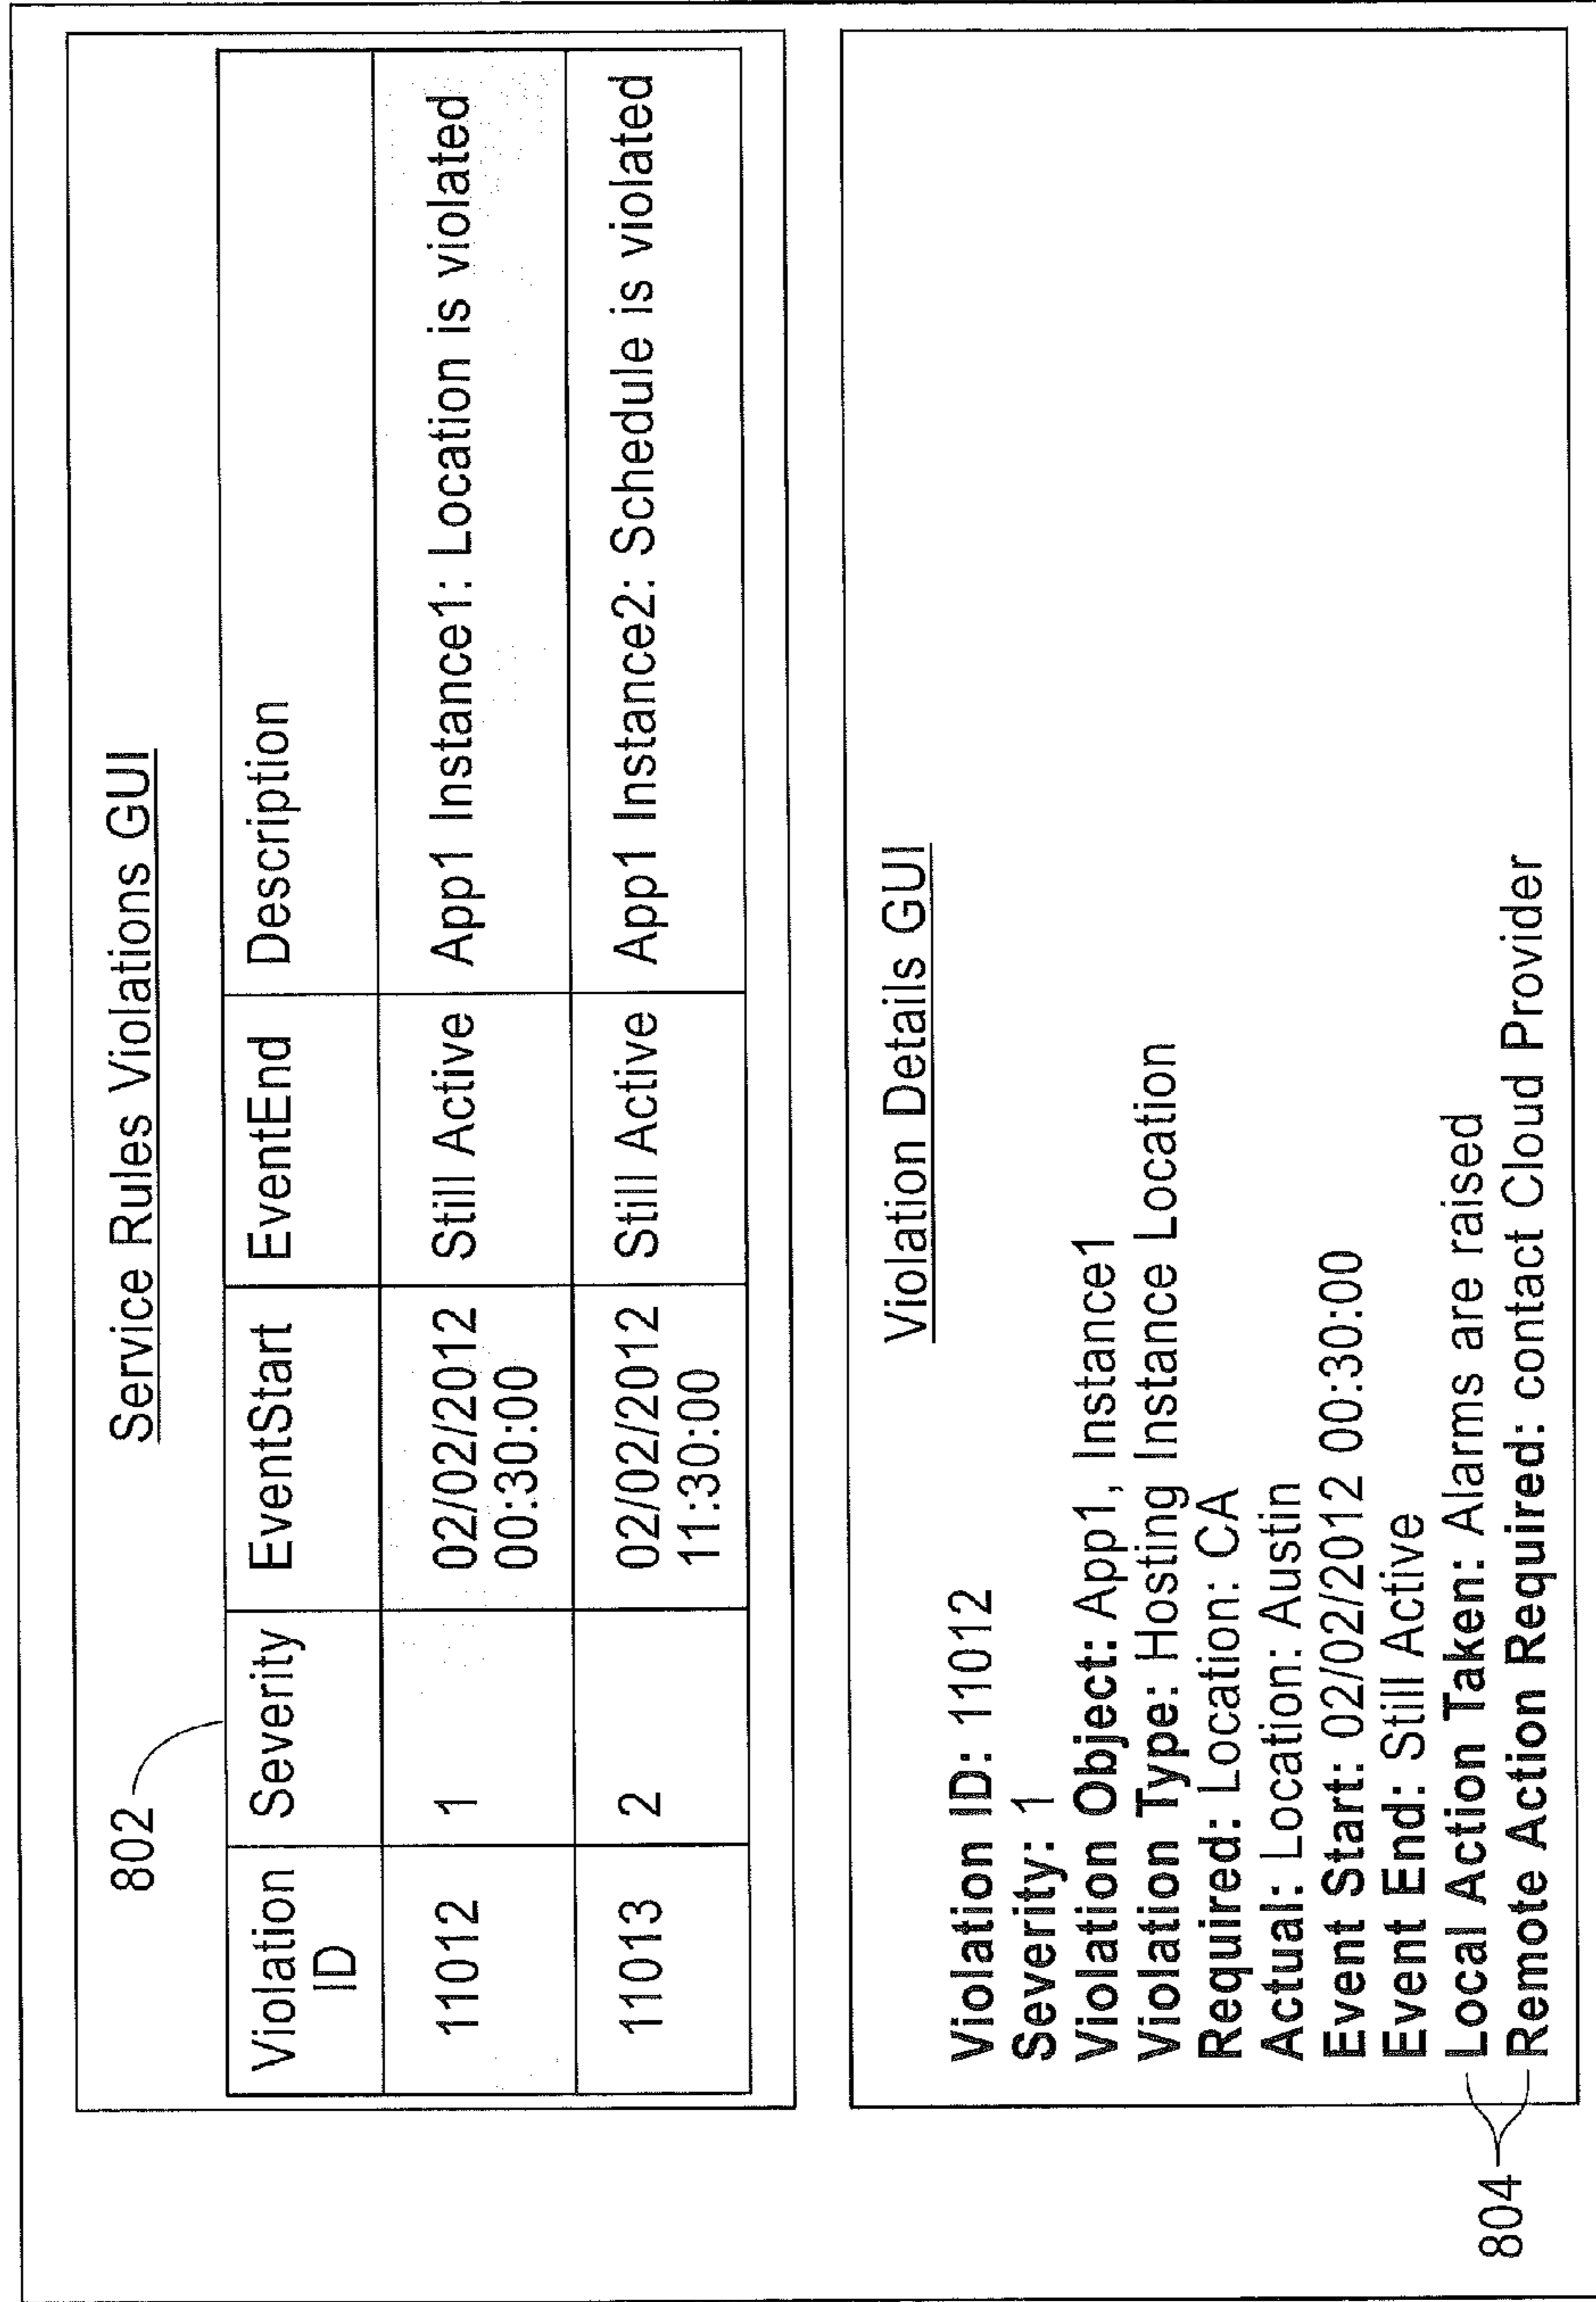 Service Rules Violations GUI
802
Violation ID Severity EventStart EventEnd Description
11012 1 02/02/2012 00:30:00 Still Active App1 Instance1: Location is violated
11013 2 02/02/2012 11:30:00 Still Active App1 Instance2: Schedule is violated
Violation Details GUI
Violation ID: 11012
Severity: 1
Violation Object: App1, Instance1
Violation Type: Hosting Instance Location
Required: Location: CA
Actual: Location: Austin
Event Start: 02/02/2012 00:30:00
Event End: Still Active
804
Local Action Taken: Alarms are raised
Remote Action Required: contact Cloud Provider